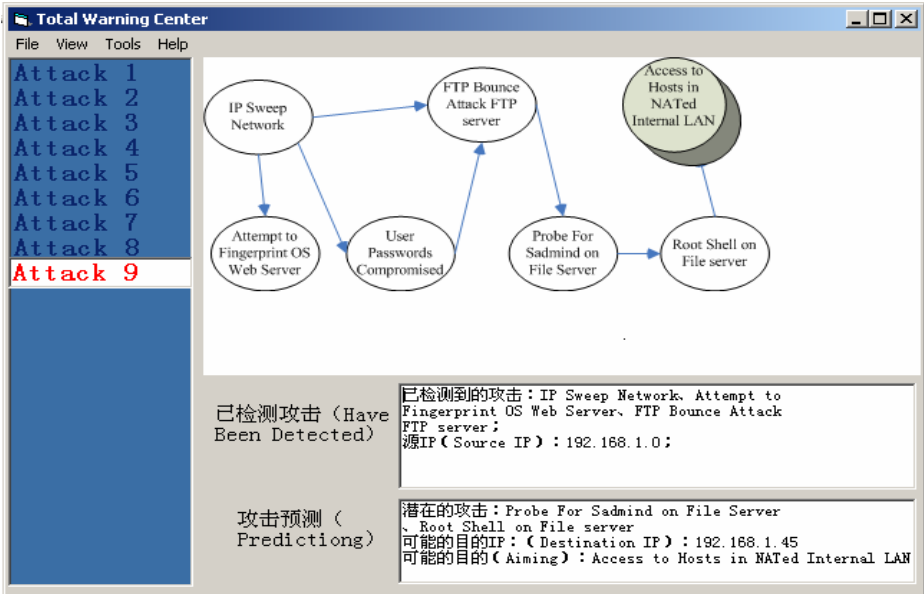 Total Warning Center
File View Tools Help
Attack 1
Attack 2
Attack 3
Attack 4
Attack 5
Attack 6
Attack 7
Attack 8
Attack 9
IP Sweep
Network
FTP Bounce
Attack FTP
server
Access to
Hosts in
NATed
Internal LAN
Attempt to
Fingerprint OS
Web Server
User
Passwords
Compromised
Probe For
Sadmind on
File Server
Root Shell on
File server
已检测攻击（Have
Been Detected）
已检测到的攻击：IP Sweep Network、Attempt to
Fingerprint OS Web Server、FTP Bounce Attack
FTP server；
源IP（Source IP）：192.168.1.0；
攻击预测（
Predictiong）
潜在的攻击：Probe For Sadmind on File Server
、Root Shell on File server
可能的目的IP：（Destination IP）：192.168.1.45
可能的目的（Aiming）：Access to Hosts in NATed Internal LAN